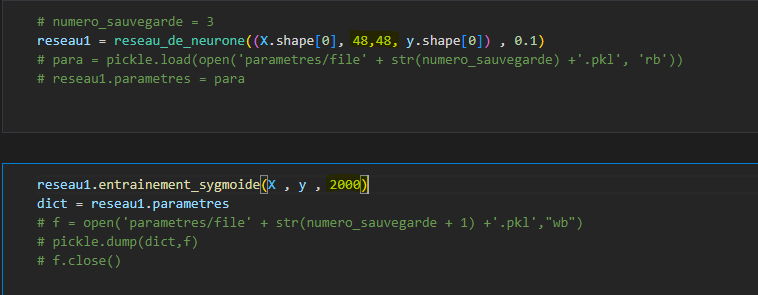 # numero_sauvegarde = 3
reseau1 = reseau_de_neurone((X.shape[0], 48,48, y.shape[0]) , 0.1)
# para = pickle.load(open('parametres/file' + str(numero_sauvegarde) +'.pkl', 'rb'))
# reseau1.parametres = para
reseau1.entrainement_sygmoide(X , y , 2000)
dict = reseau1.parametres
# f = open('parametres/file' + str(numero_sauvegarde + 1) +'.pkl',"wb")
# pickle.dump(dict,f)
# f.close()